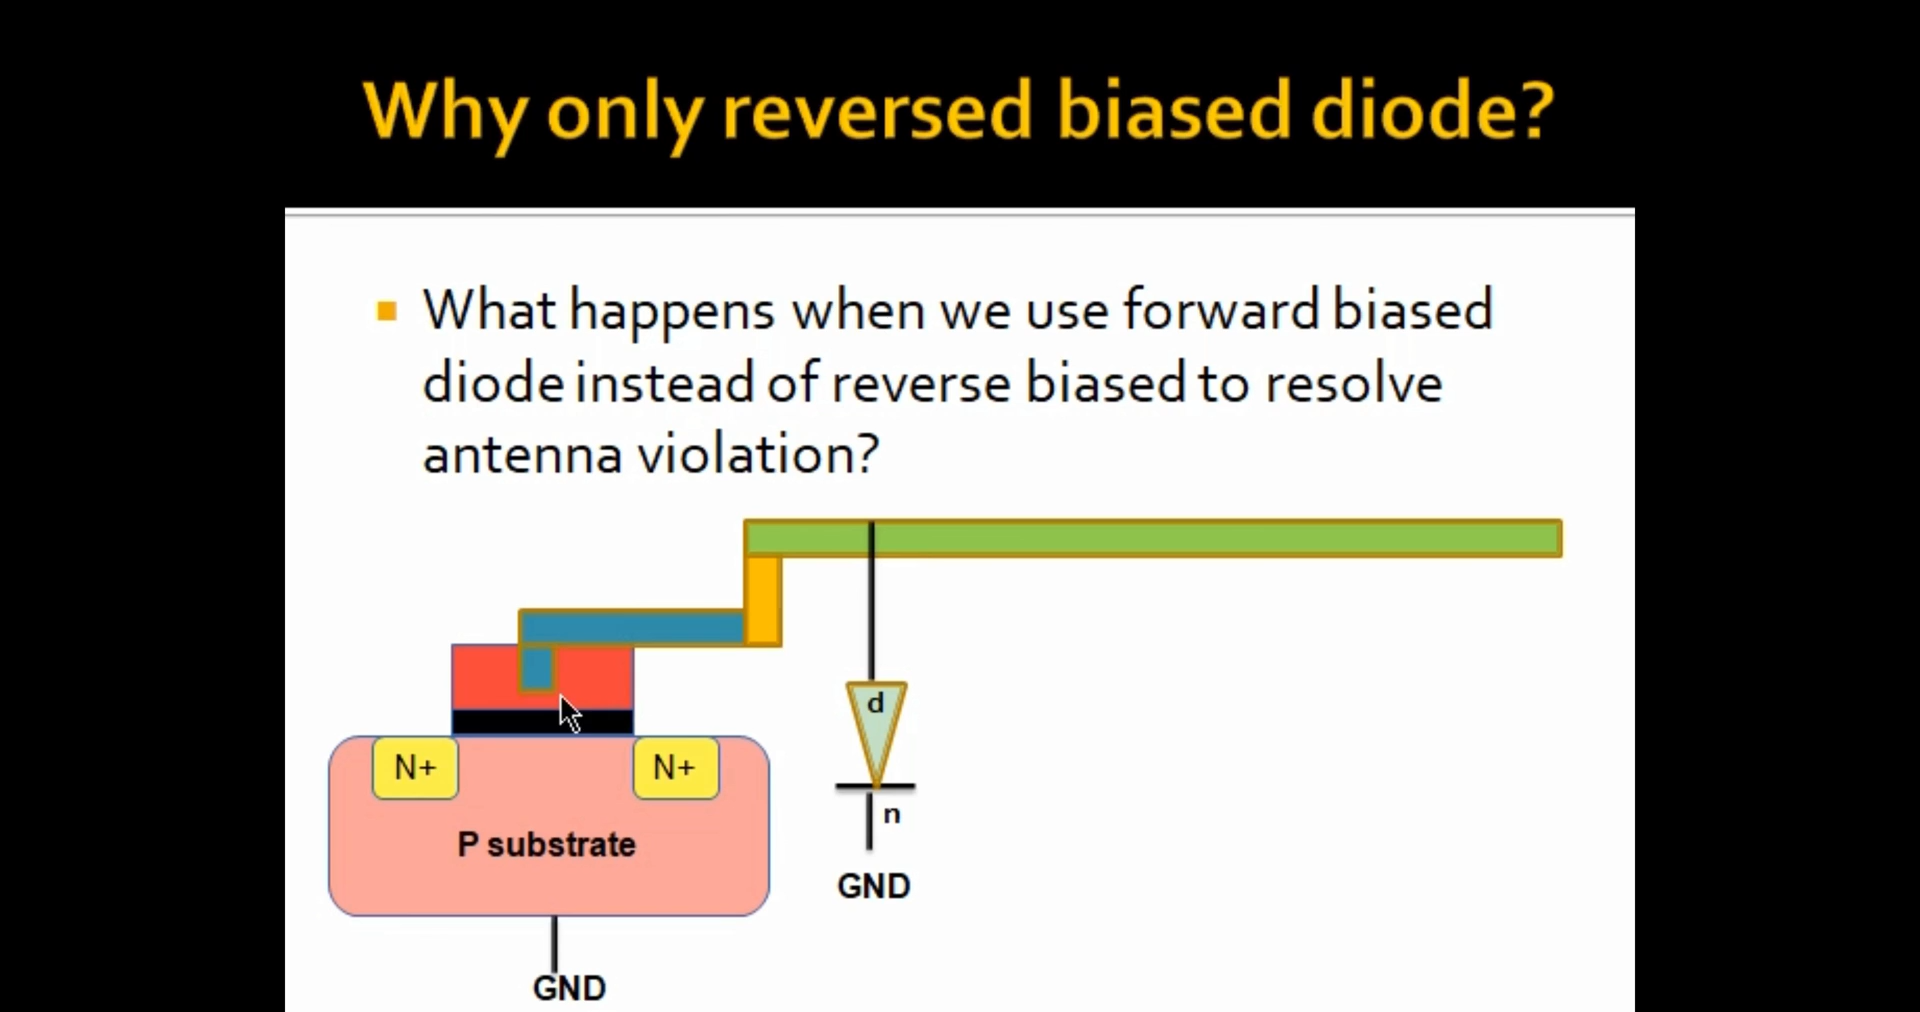 Why only reversed biased diode?
What happens when we use forward biased
diode instead of reverse biased to resolve
antenna violation?
d
N+
N+
n
P substrate
GND
GND